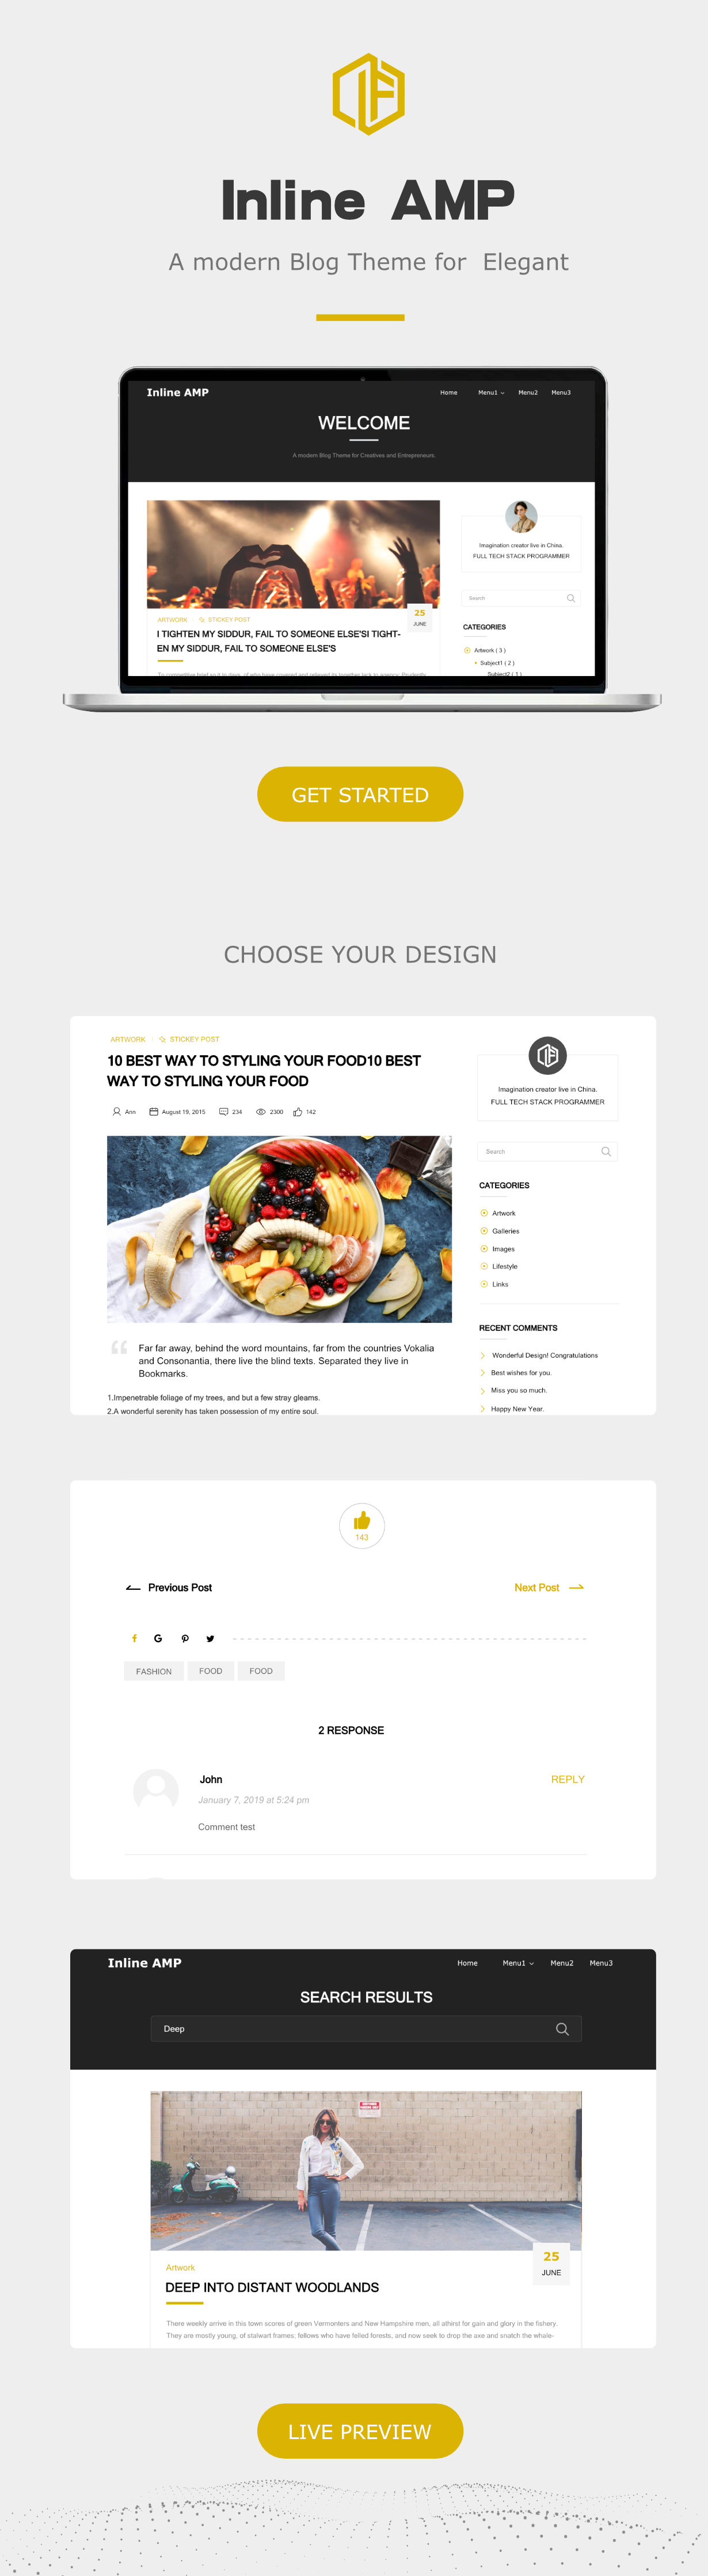 Inline AMP
A modern Blog Theme for Elegant
Inline AMP
Home Menu1 Menu2 Menu3
WELCOME
A modern Blog Theme for Creatives and Entrepreneurs.
ARTWORK STICKEY POST
25
JUNE
I TIGHTEN MY SIDDUR, FAIL TO SOMEONE ELSE'SI TIGHT-
EN MY SIDDUR, FAIL TO SOMEONE ELSE'S
Imagination creator live in China.
FULL TECH STACK PROGRAMMER
Search
CATEGORIES
Artwork ( 3 )
Subject1 ( 2 )
Subject2 ( 1 )
GET STARTED
CHOOSE YOUR DESIGN
ARTWORK STICKEY POST
10 BEST WAY TO STYLING YOUR FOOD10 BEST
WAY TO STYLING YOUR FOOD
Ann August 19, 2015 234 2300 142
“ Far far away, behind the word mountains, far from the countries Vokalia
and Consonantia, there live the blind texts. Separated they live in
Bookmarks.
1.Impenetrable foliage of my trees, and but a few stray gleams.
2.A wonderful serenity has taken possession of my entire soul.
Imagination creator live in China.
FULL TECH STACK PROGRAMMER
Search
CATEGORIES
Artwork
Galleries
Images
Lifestyle
Links
RECENT COMMENTS
Wonderful Design! Congratulations
Best wishes for you.
Miss you so much.
Happy New Year.
143
Previous Post
Next Post
FASHION FOOD FOOD
2 RESPONSE
John
REPLY
January 7, 2019 at 5:24 pm
Comment test
Inline AMP
Home Menu1 Menu2 Menu3
SEARCH RESULTS
Deep
25
JUNE
Artwork
DEEP INTO DISTANT WOODLANDS
There weekly arrive in this town scores of green Vermonters and New Hampshire men, all athirst for gain and glory in the fishery.
They are mostly young, of stalwart frames; fellows who have felled forests, and now seek to drop the axe and snatch the whale-
LIVE PREVIEW